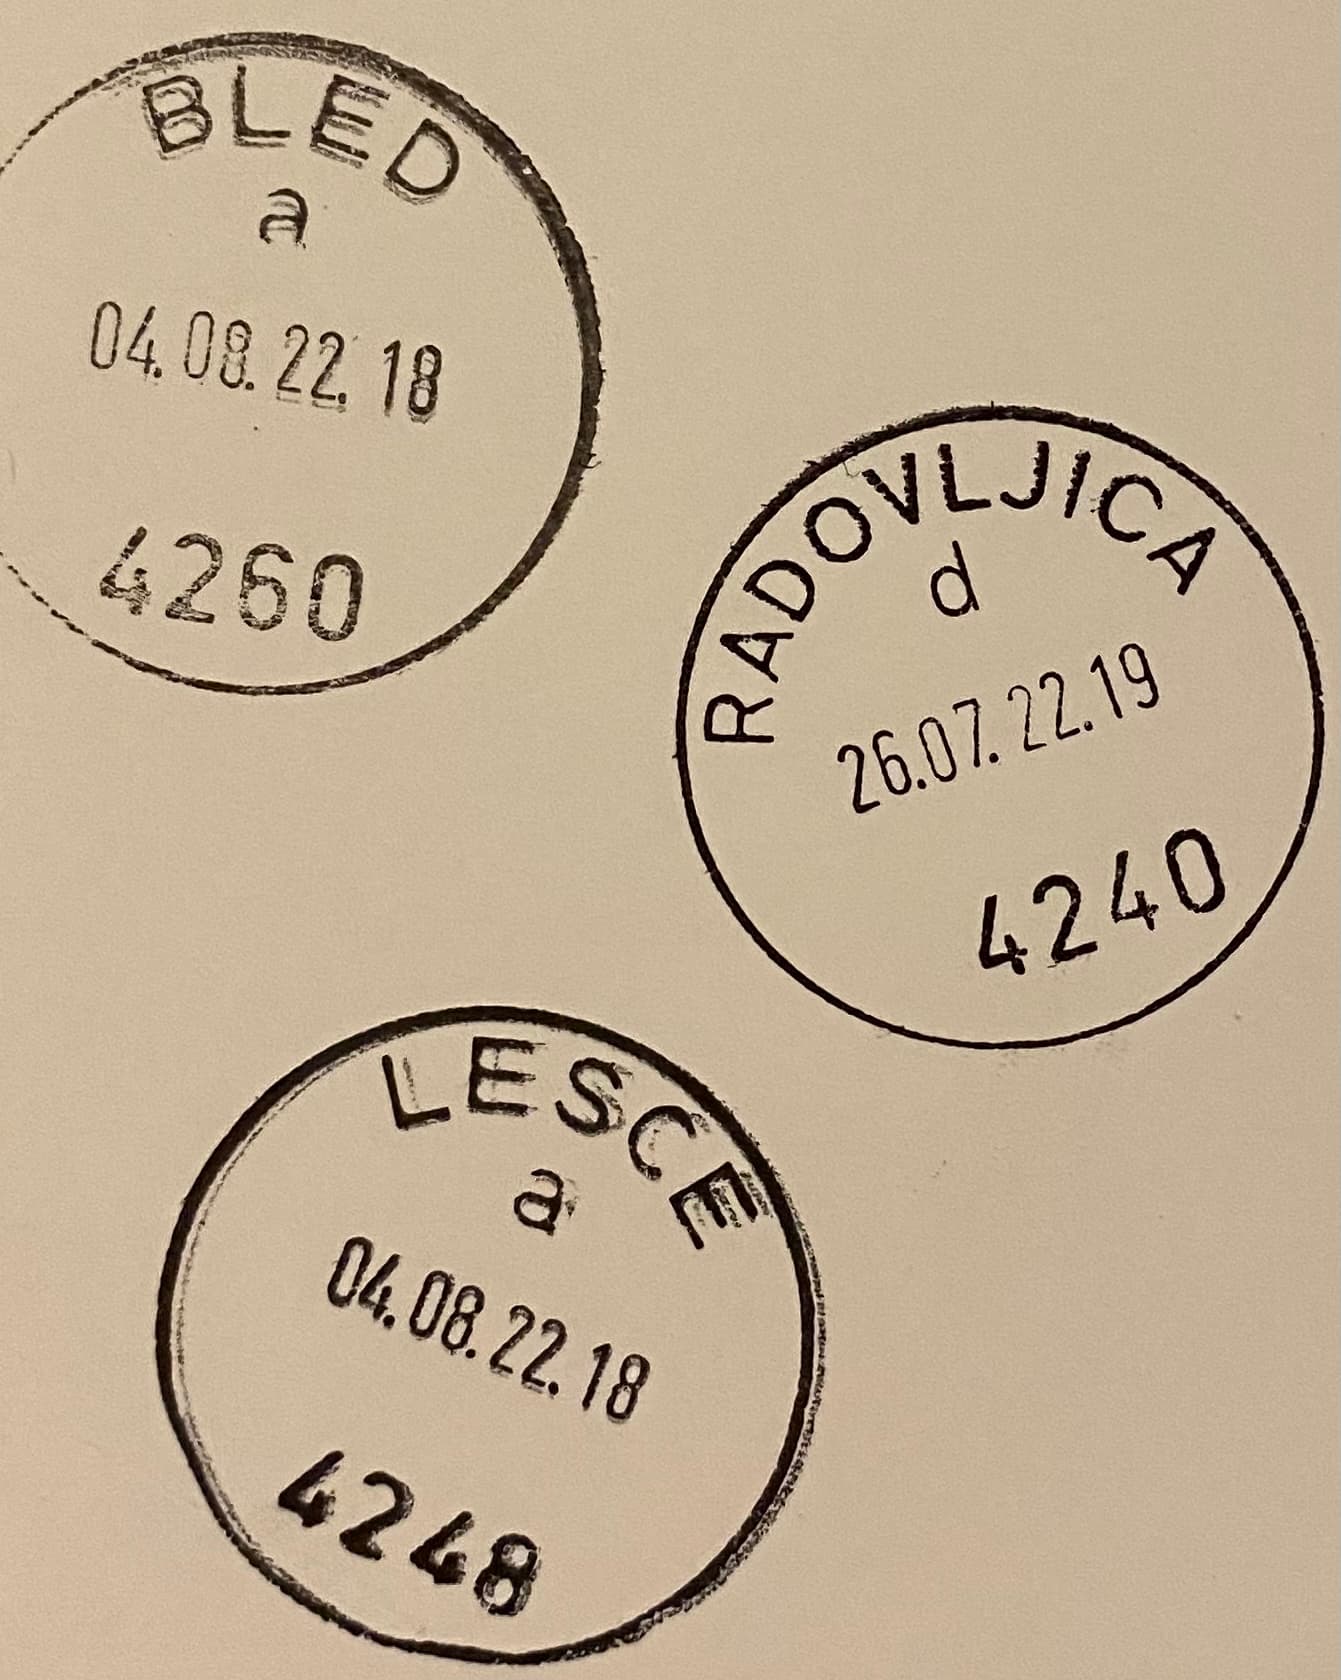 BLED
a
04.08.22.18
4260
RADOVLJICA
d
26.07.22.19
4240
LESCE
a
04.08.22.18
4248